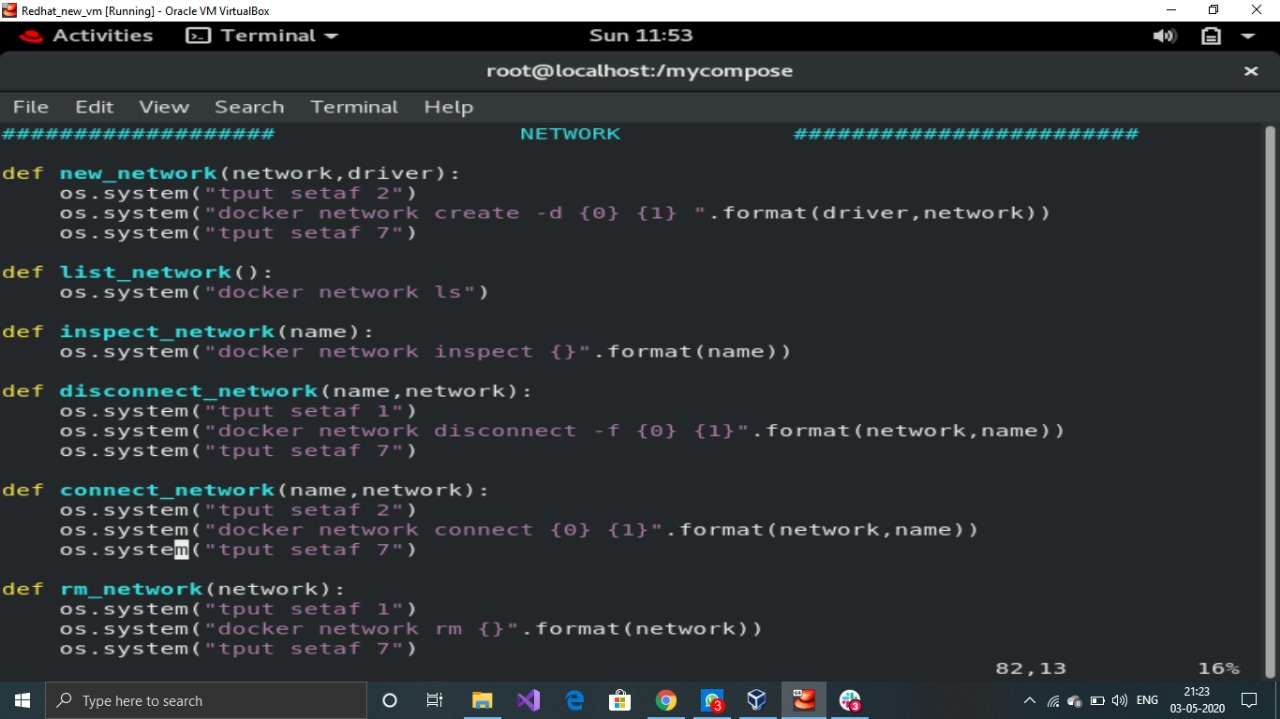 Redhat_new_vm [Running] - Oracle VM VirtualBox
Activities Terminal Sun 11:53
root@localhost:/mycompose
File Edit View Search Terminal Help
################### NETWORK ########################
def new_network(network,driver):
    os.system("tput setaf 2")
    os.system("docker network create -d {0} {1} ".format(driver,network))
    os.system("tput setaf 7")
def list_network():
    os.system("docker network ls")
def inspect_network(name):
    os.system("docker network inspect {}".format(name))
def disconnect_network(name,network):
    os.system("tput setaf 1")
    os.system("docker network disconnect -f {0} {1}".format(network,name))
    os.system("tput setaf 7")
def connect_network(name,network):
    os.system("tput setaf 2")
    os.system("docker network connect {0} {1}".format(network,name))
    os.system("tput setaf 7")
def rm_network(network):
    os.system("tput setaf 1")
    os.system("docker network rm {}".format(network))
    os.system("tput setaf 7")
82,13 16%
Type here to search
3
3
ENG
21:23
03-05-2020